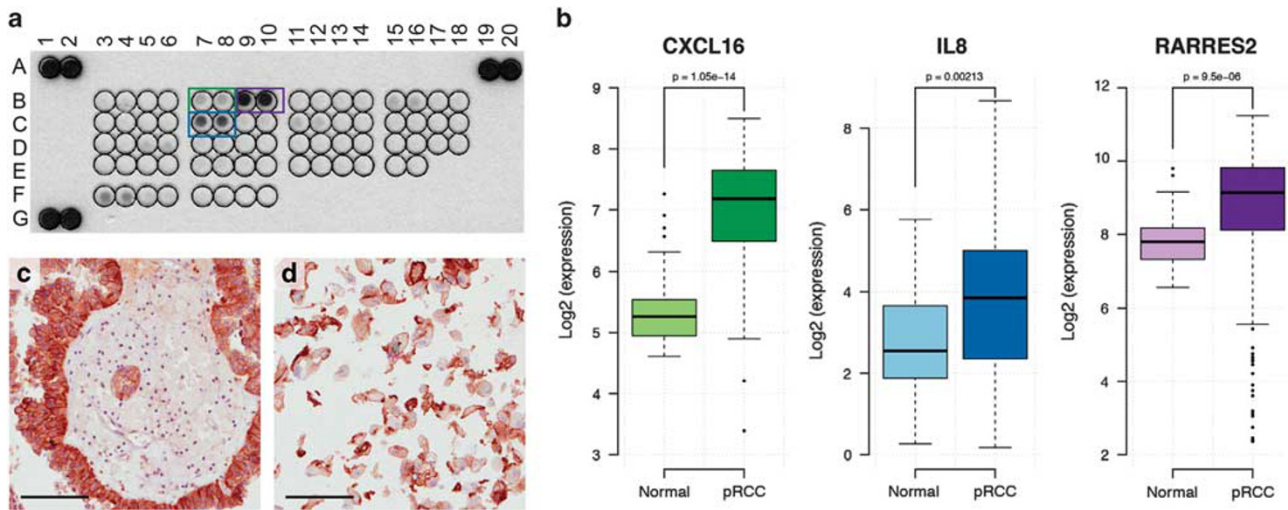 a
1 2 3 4 5 6 7 8 9 10 11 12 13 14 15 16 17 18 19 20
A
B
C
D
E
F
G
c
d
b
CXCL16
p = 1.05e-14
Log2 (expression)
9
8
7
6
5
4
3
Normal pRCC
IL8
p = 0.00213
Log2 (expression)
8
6
4
2
0
Normal pRCC
RARRES2
p = 9.5e-06
Log2 (expression)
12
10
8
6
4
2
Normal pRCC